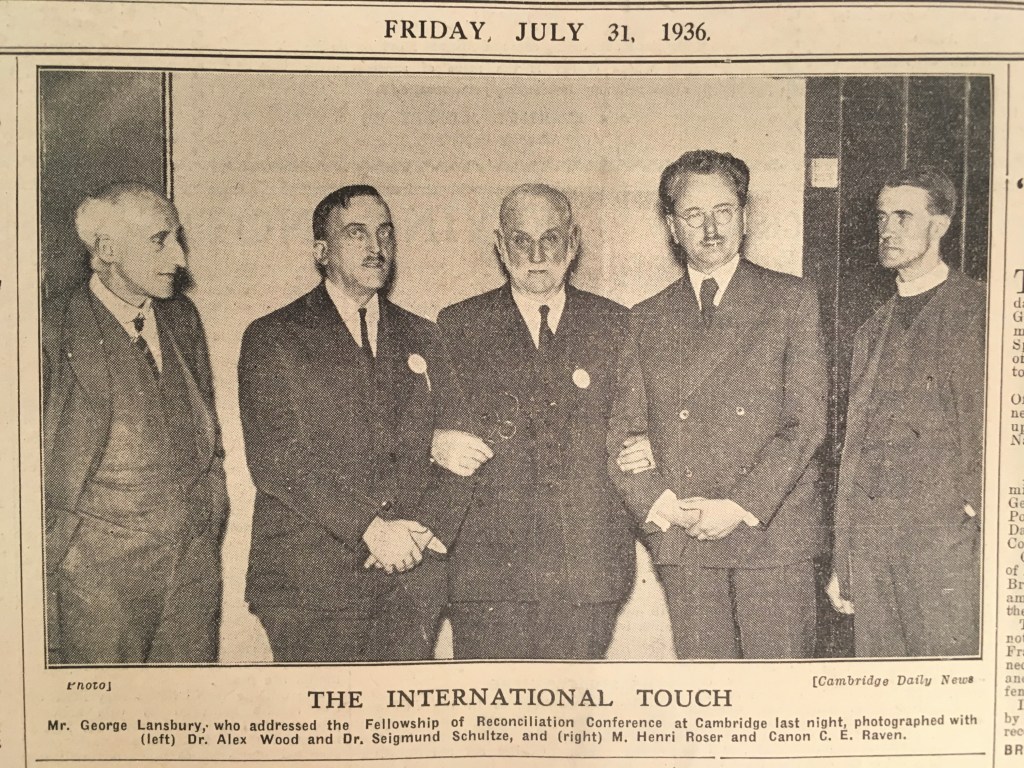 FRIDAY, JULY 31, 1936.
Photo]
[Cambridge Daily News
THE INTERNATIONAL TOUCH
Mr. George Lansbury, who addressed the Fellowship of Reconciliation Conference at Cambridge last night, photographed with
(left) Dr. Alex Wood and Dr. Seigmund Schultze, and (right) M. Henri Roser and Canon C. E. Raven.